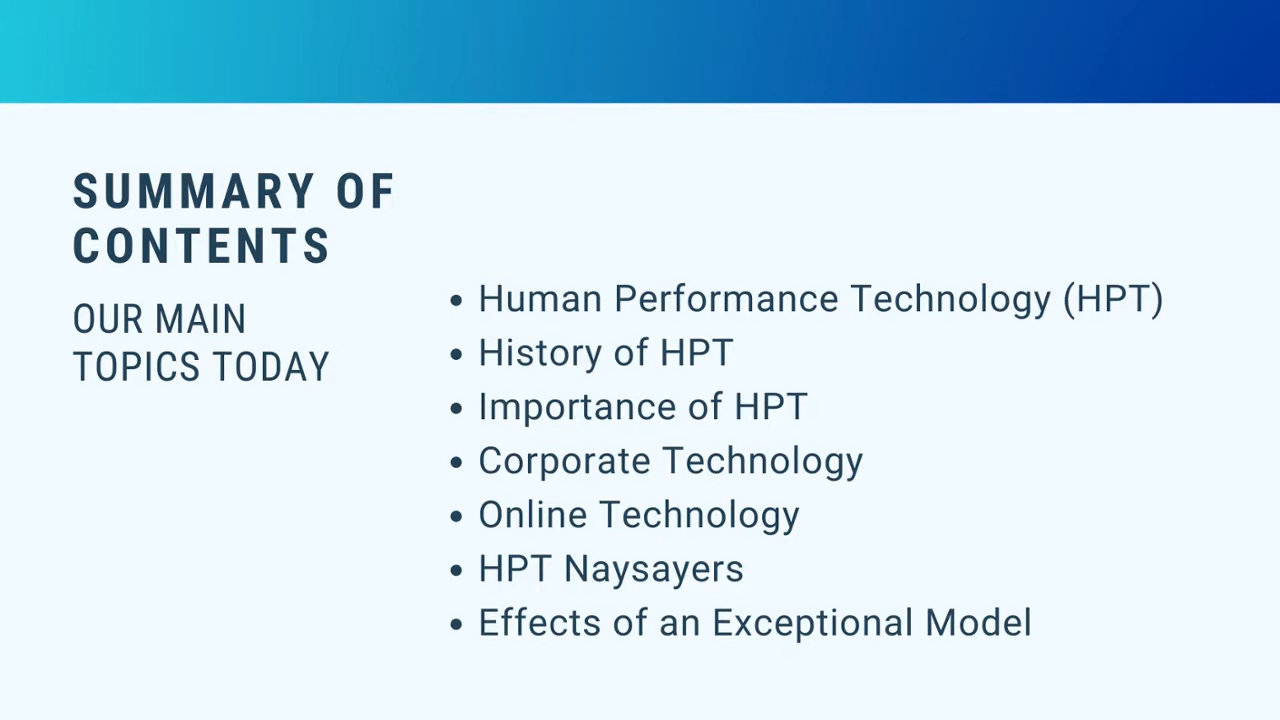 SUMMARY OF
CONTENTS
OUR MAIN
TOPICS TODAY
• Human Performance Technology (HPT)
• History of HPT
• Importance of HPT
• Corporate Technology
• Online Technology
• HPT Naysayers
• Effects of an Exceptional Model